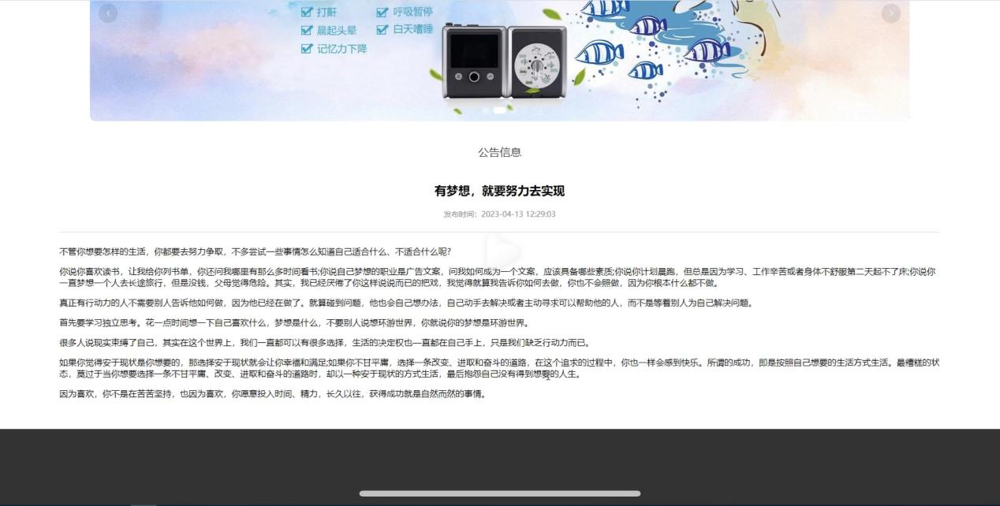 打鼾
呼吸暂停
晨起头晕
白天嗜睡
记忆力下降
公告信息
有梦想，就要努力去实现
发布时间：2023-04-13 12:29:03
不管你想要怎样的生活，你都要去努力争取，不多尝试一些事情怎么知道自己适合什么、不适合什么呢?
你说你喜欢读书，让我给你列书单，你还问我哪里有那么多时间看书;你说自己梦想的职业是广告文案，问我如何成为一个文案，应该具备哪些素质;你说你计划晨跑，但总是因为学习、工作辛苦或者身体不舒服第二天起不了床;你说你
一直梦想一个人去长途旅行，但是没钱，父母觉得危险。其实，我已经厌倦了你这样说说而已的把戏，我觉得就算我告诉你如何去做，你也不会照做，因为你根本什么都不做。
真正有行动力的人不需要别人告诉他如何做，因为他已经在做了。就算碰到问题，他也会自己想办法，自己动手去解决或者主动寻求可以帮助他的人，而不是等着别人为自己解决问题。
首先要学习独立思考。花一点时间想一下自己喜欢什么，梦想是什么，不要别人说想环游世界，你就说你的梦想是环游世界。
很多人说现实束缚了自己，其实在这个世界上，我们一直都可以有很多选择，生活的决定权也一直都在自己手上，只是我们缺乏行动力而已。
如果你觉得安于现状是你想要的，那选择安于现状就会让你幸福和满足;如果你不甘平庸，选择一条改变、进取和奋斗的道路，在这个追求的过程中，你也一样会感到快乐。所谓的成功，即是按照自己想要的生活方式生活。最糟糕的状
态，莫过于当你想要选择一条不甘平庸、改变、进取和奋斗的道路时，却以一种安于现状的方式生活，最后抱怨自己没有得到想要的人生。
因为喜欢，你不是在苦苦坚持，也因为喜欢，你愿意投入时间、精力，长久以往，获得成功就是自然而然的事情。